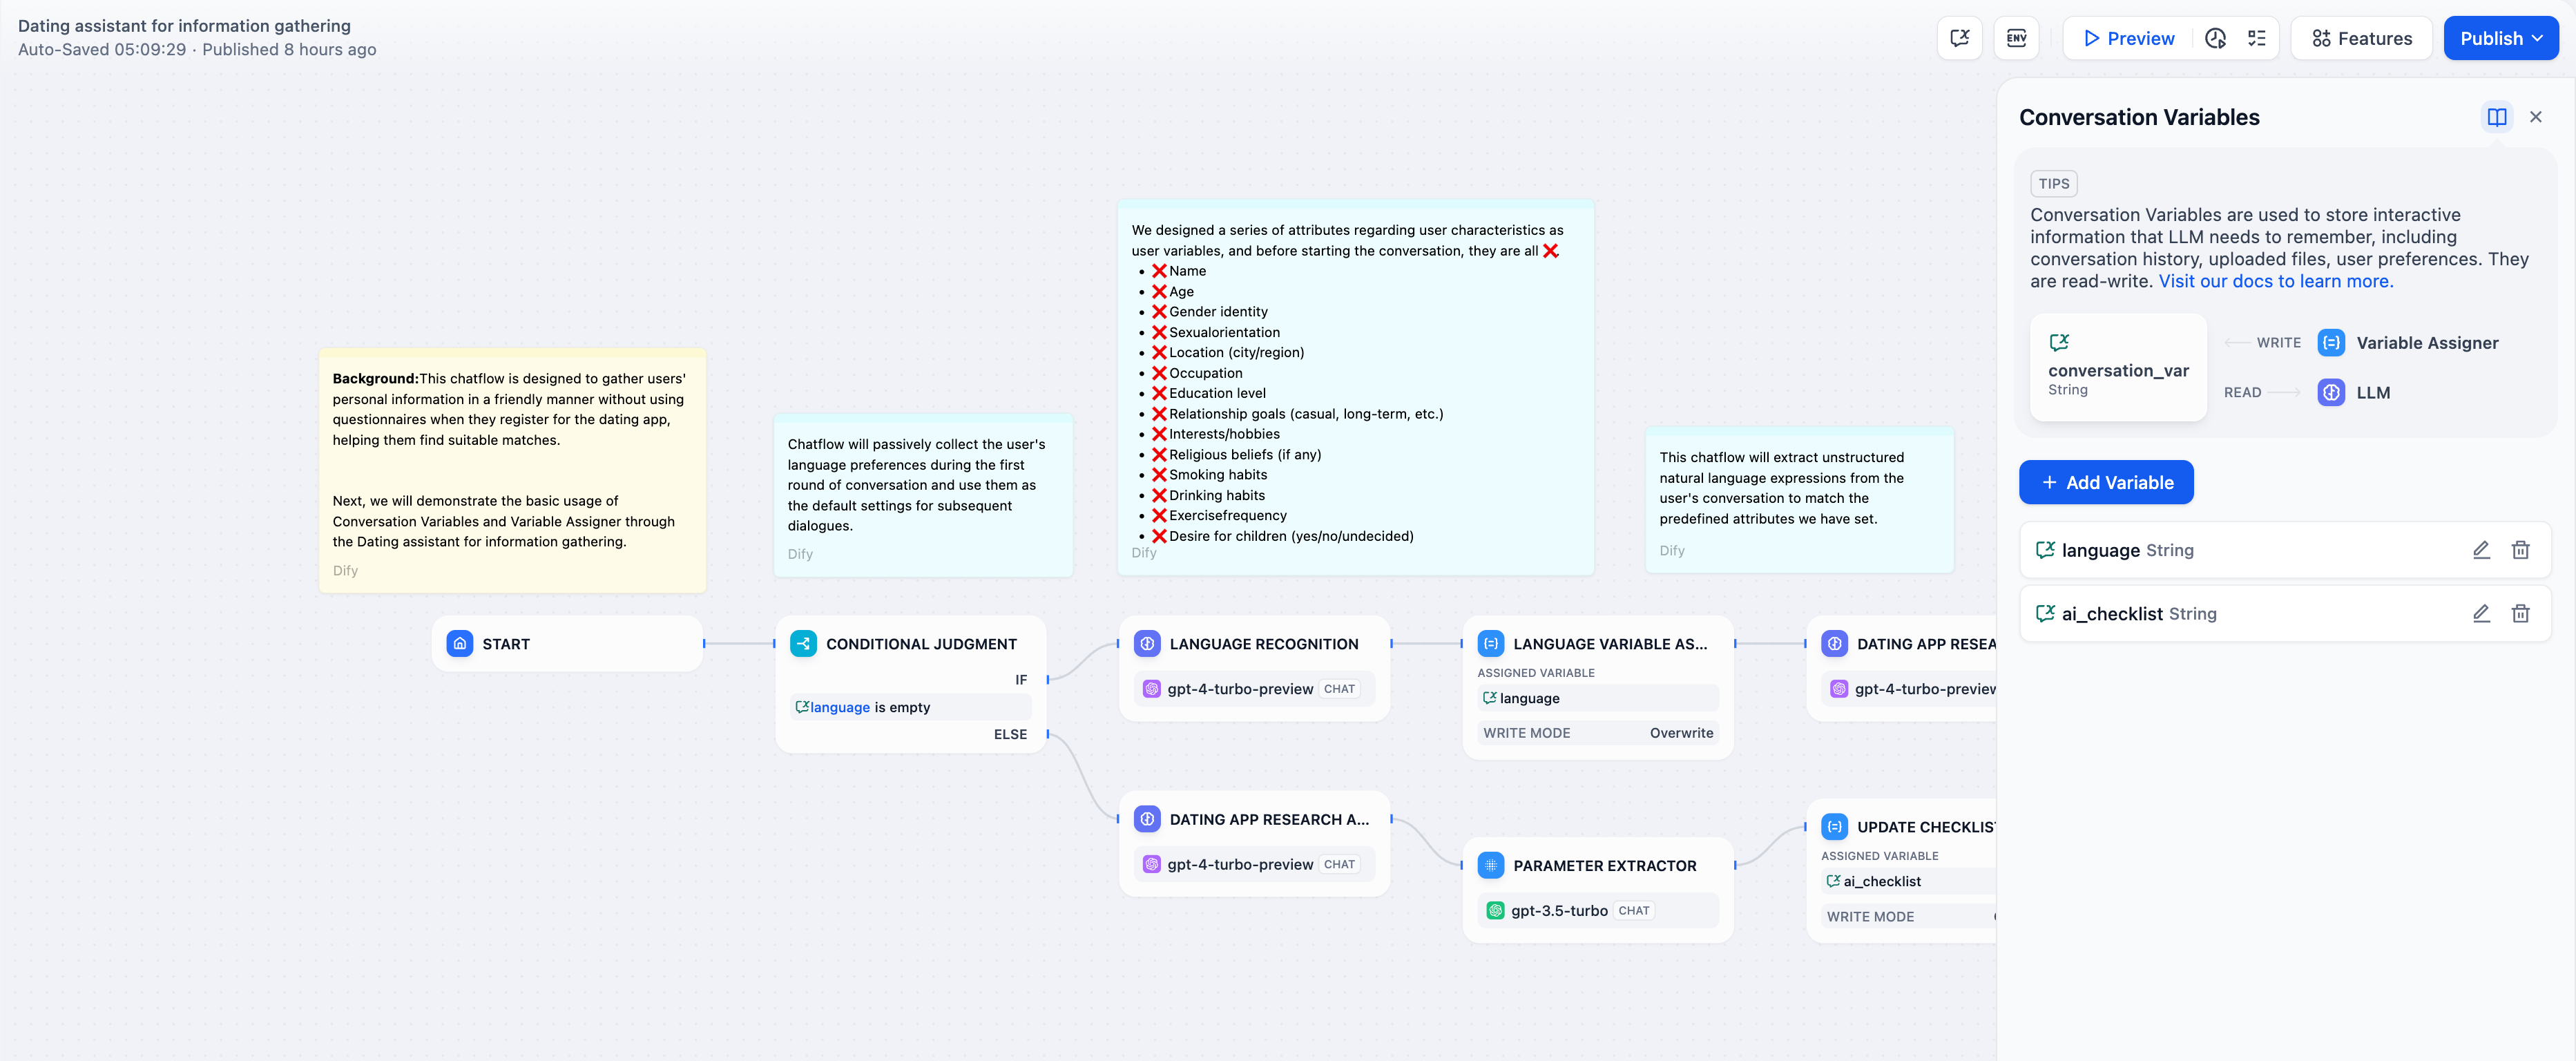 Dating assistant for information gathering
Auto-Saved 05:09:29 · Published 8 hours ago
ENV
Preview
Features
Publish
Background:This chatflow is designed to gather users'
personal information in a friendly manner without using
questionnaires when they register for the dating app,
helping them find suitable matches.
Next, we will demonstrate the basic usage of
Conversation Variables and Variable Assigner through
the Dating assistant for information gathering.
Dify
Chatflow will passively collect the user's
language preferences during the first
round of conversation and use them as
the default settings for subsequent
dialogues.
Dify
We designed a series of attributes regarding user characteristics as
user variables, and before starting the conversation, they are all ❌.
• ❌Name
• ❌Age
• ❌Gender identity
• ❌Sexualorientation
• ❌Location (city/region)
• ❌Occupation
• ❌Education level
• ❌Relationship goals (casual, long-term, etc.)
• ❌Interests/hobbies
• ❌Religious beliefs (if any)
• ❌Smoking habits
• ❌Drinking habits
• ❌Exercisefrequency
• ❌Desire for children (yes/no/undecided)
Dify
This chatflow will extract unstructured
natural language expressions from the
user's conversation to match the
predefined attributes we have set.
Dify
START
CONDITIONAL JUDGMENT
IF
language is empty
ELSE
LANGUAGE RECOGNITION
gpt-4-turbo-preview CHAT
LANGUAGE VARIABLE AS...
ASSIGNED VARIABLE
language
WRITE MODE Overwrite
DATING APP RESEA
gpt-4-turbo-preview
DATING APP RESEARCH A...
gpt-4-turbo-preview CHAT
PARAMETER EXTRACTOR
gpt-3.5-turbo CHAT
UPDATE CHECKLIST
ASSIGNED VARIABLE
ai_checklist
WRITE MODE
Conversation Variables
TIPS
Conversation Variables are used to store interactive
information that LLM needs to remember, including
conversation history, uploaded files, user preferences. They
are read-write. Visit our docs to learn more.
conversation_var
String
WRITE
Variable Assigner
READ
LLM
+ Add Variable
language String
ai_checklist String